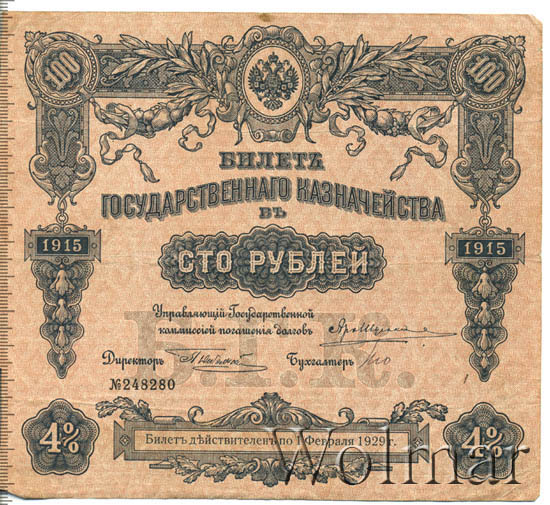 100 100
БИЛЕТЪ
ГОСУДАРСТВЕННАГО КАЗНАЧЕЙСТВА
ВЪ
1915 1915
СТО РУБЛЕЙ
Управляющій Государственной
коммиссіей погашенія долговъ
Директоръ Бухгалтеръ
№248280
4% 4%
Билетъ дѣйствителенъ по 1 Февраля 1929 г.
Wolmar